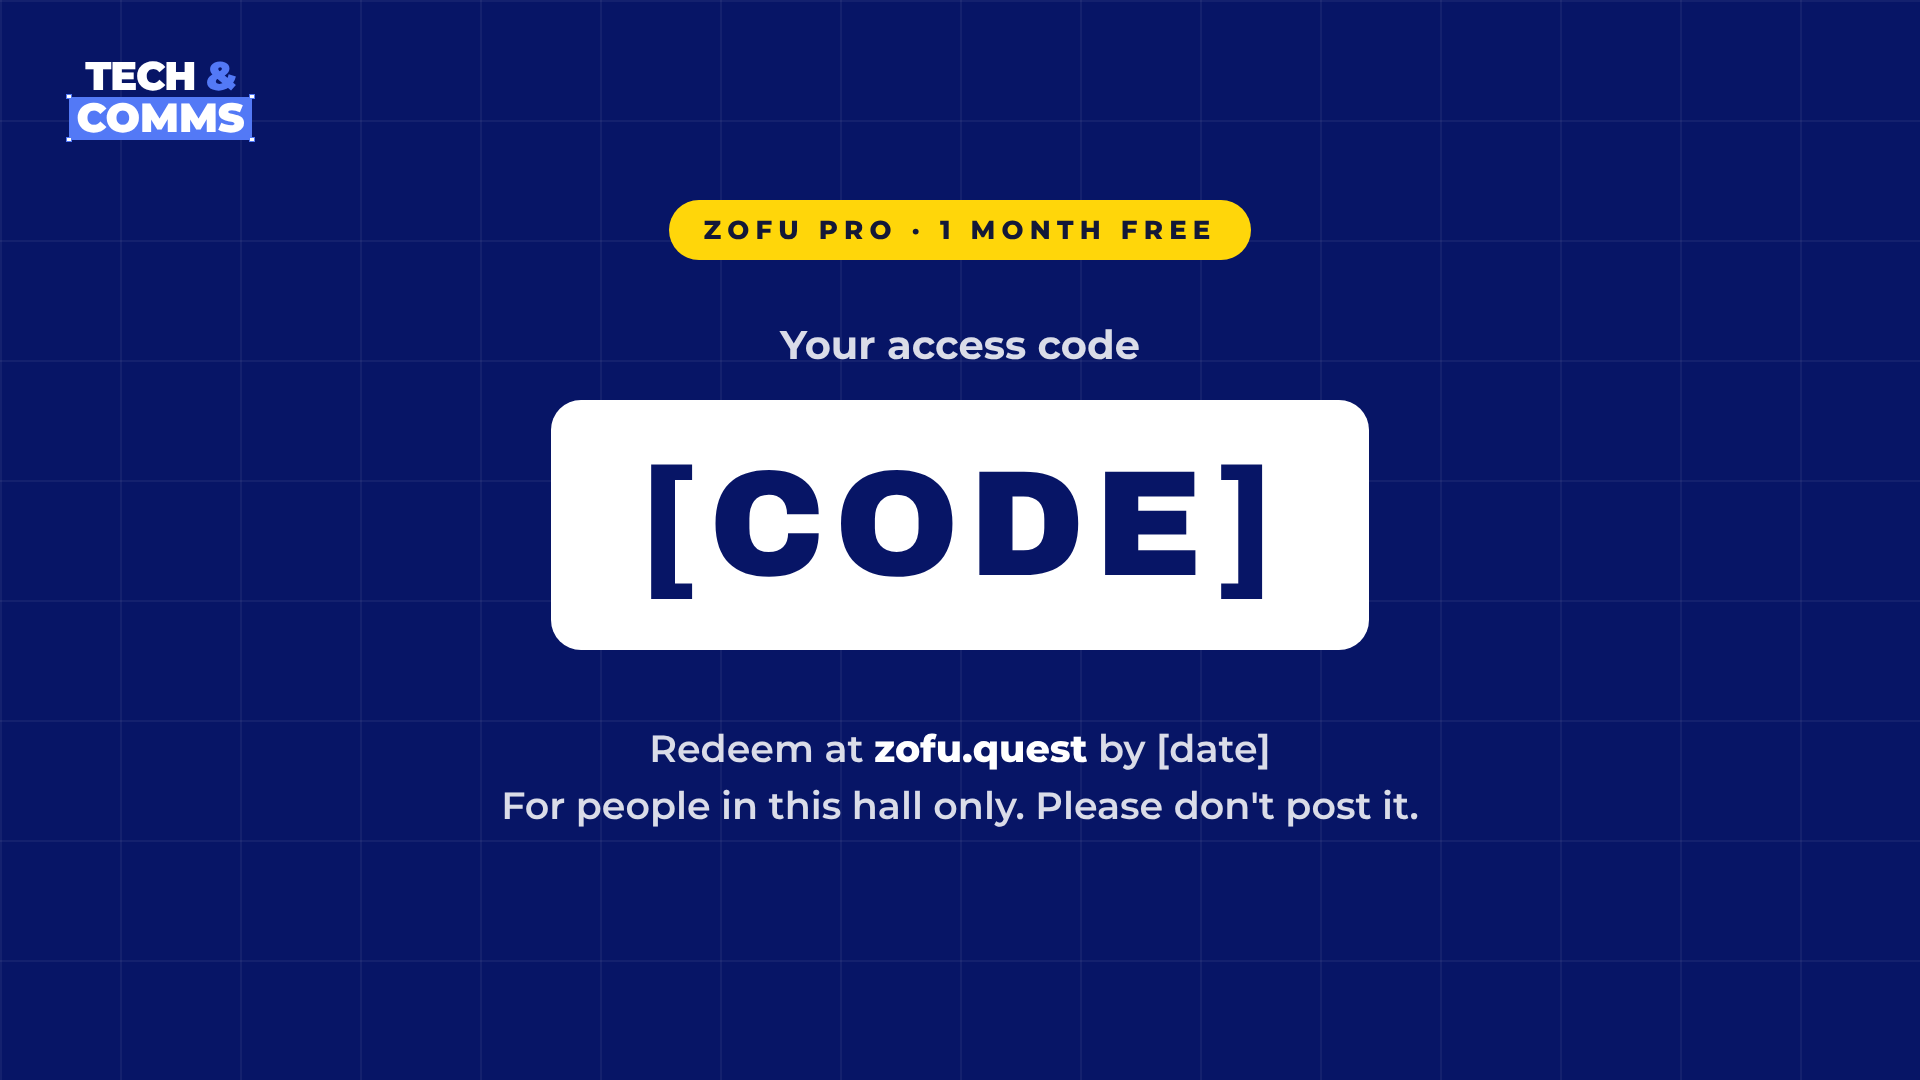 TECH &
COMMS
ZOFU PRO · 1 MONTH FREE
Your access code
[CODE]
Redeem at zofu.quest by [date]
For people in this hall only. Please don't post it.